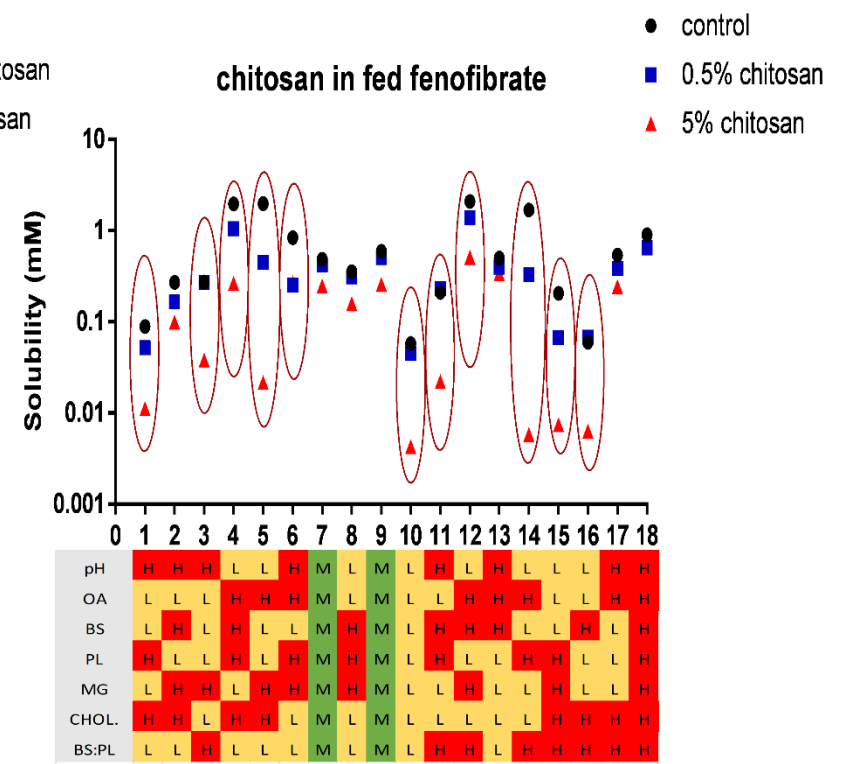 control
tosan
0.5% chitosan
chitosan in fed fenofibrate
san
5% chitosan
Solubility (mM)
10
1
0.1
0.01
0.001
0 1 2 3 4 5 6 7 8 9 10 11 12 13 14 15 16 17 18
pH H H H L L H M L M L H L H L L L H H
OA L L L H H H M L M L L H H H L L H H
BS L H L H L L M H M L H H H L L H L H
PL H L L H L H M H M L H L L H H L L H
MG L H H L H H M H M L L H L L H L L H
CHOL. H H L H H L M L M L L L L L H H H H
BS:PL L L H L L L M L M L H H L H H H H H